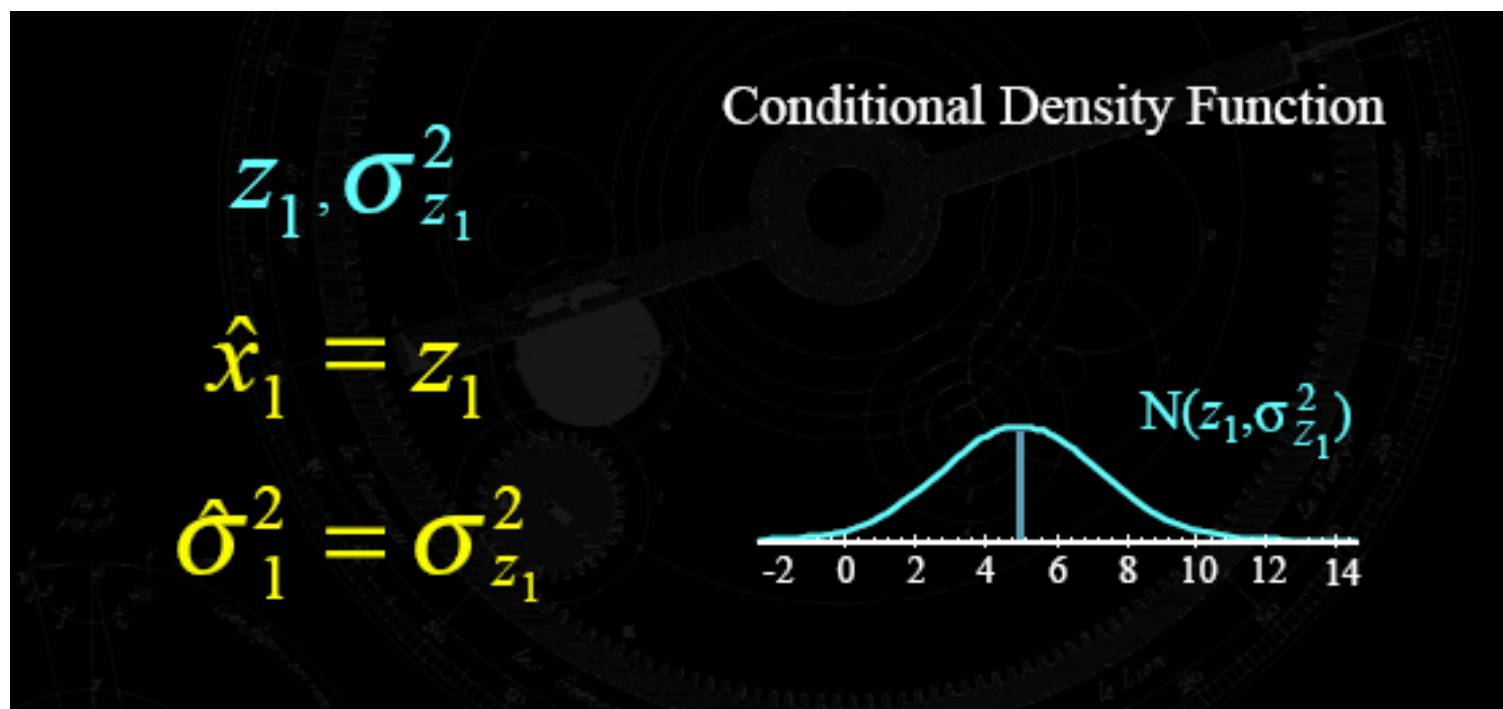 Conditional Density Function
z₁, σ²z₁
x̂₁ = z₁
σ̂²₁ = σ²z₁
N(z₁,σ²z₁)
-2 0 2 4 6 8 10 12 14